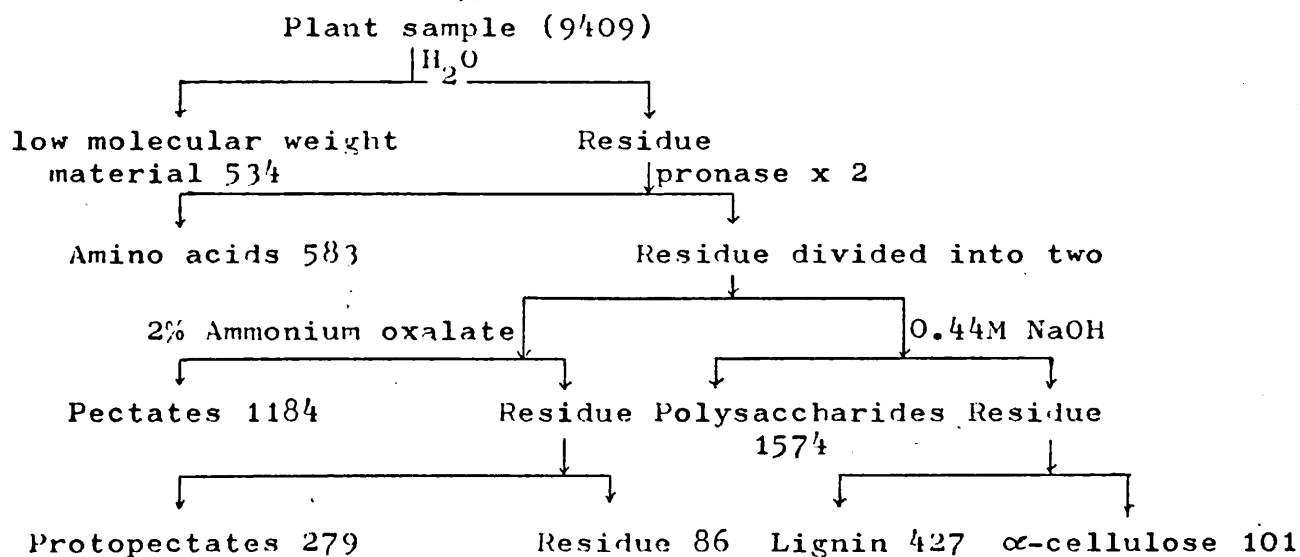 Plant sample (9409)
H₂O
low molecular weight Residue
material 534 pronase x 2
Amino acids 583 Residue divided into two
2% Ammonium oxalate 0.44M NaOH
Pectates 1184 Residue Polysaccharides Residue
1574
Protopectates 279 Residue 86 Lignin 427 α-cellulose 101